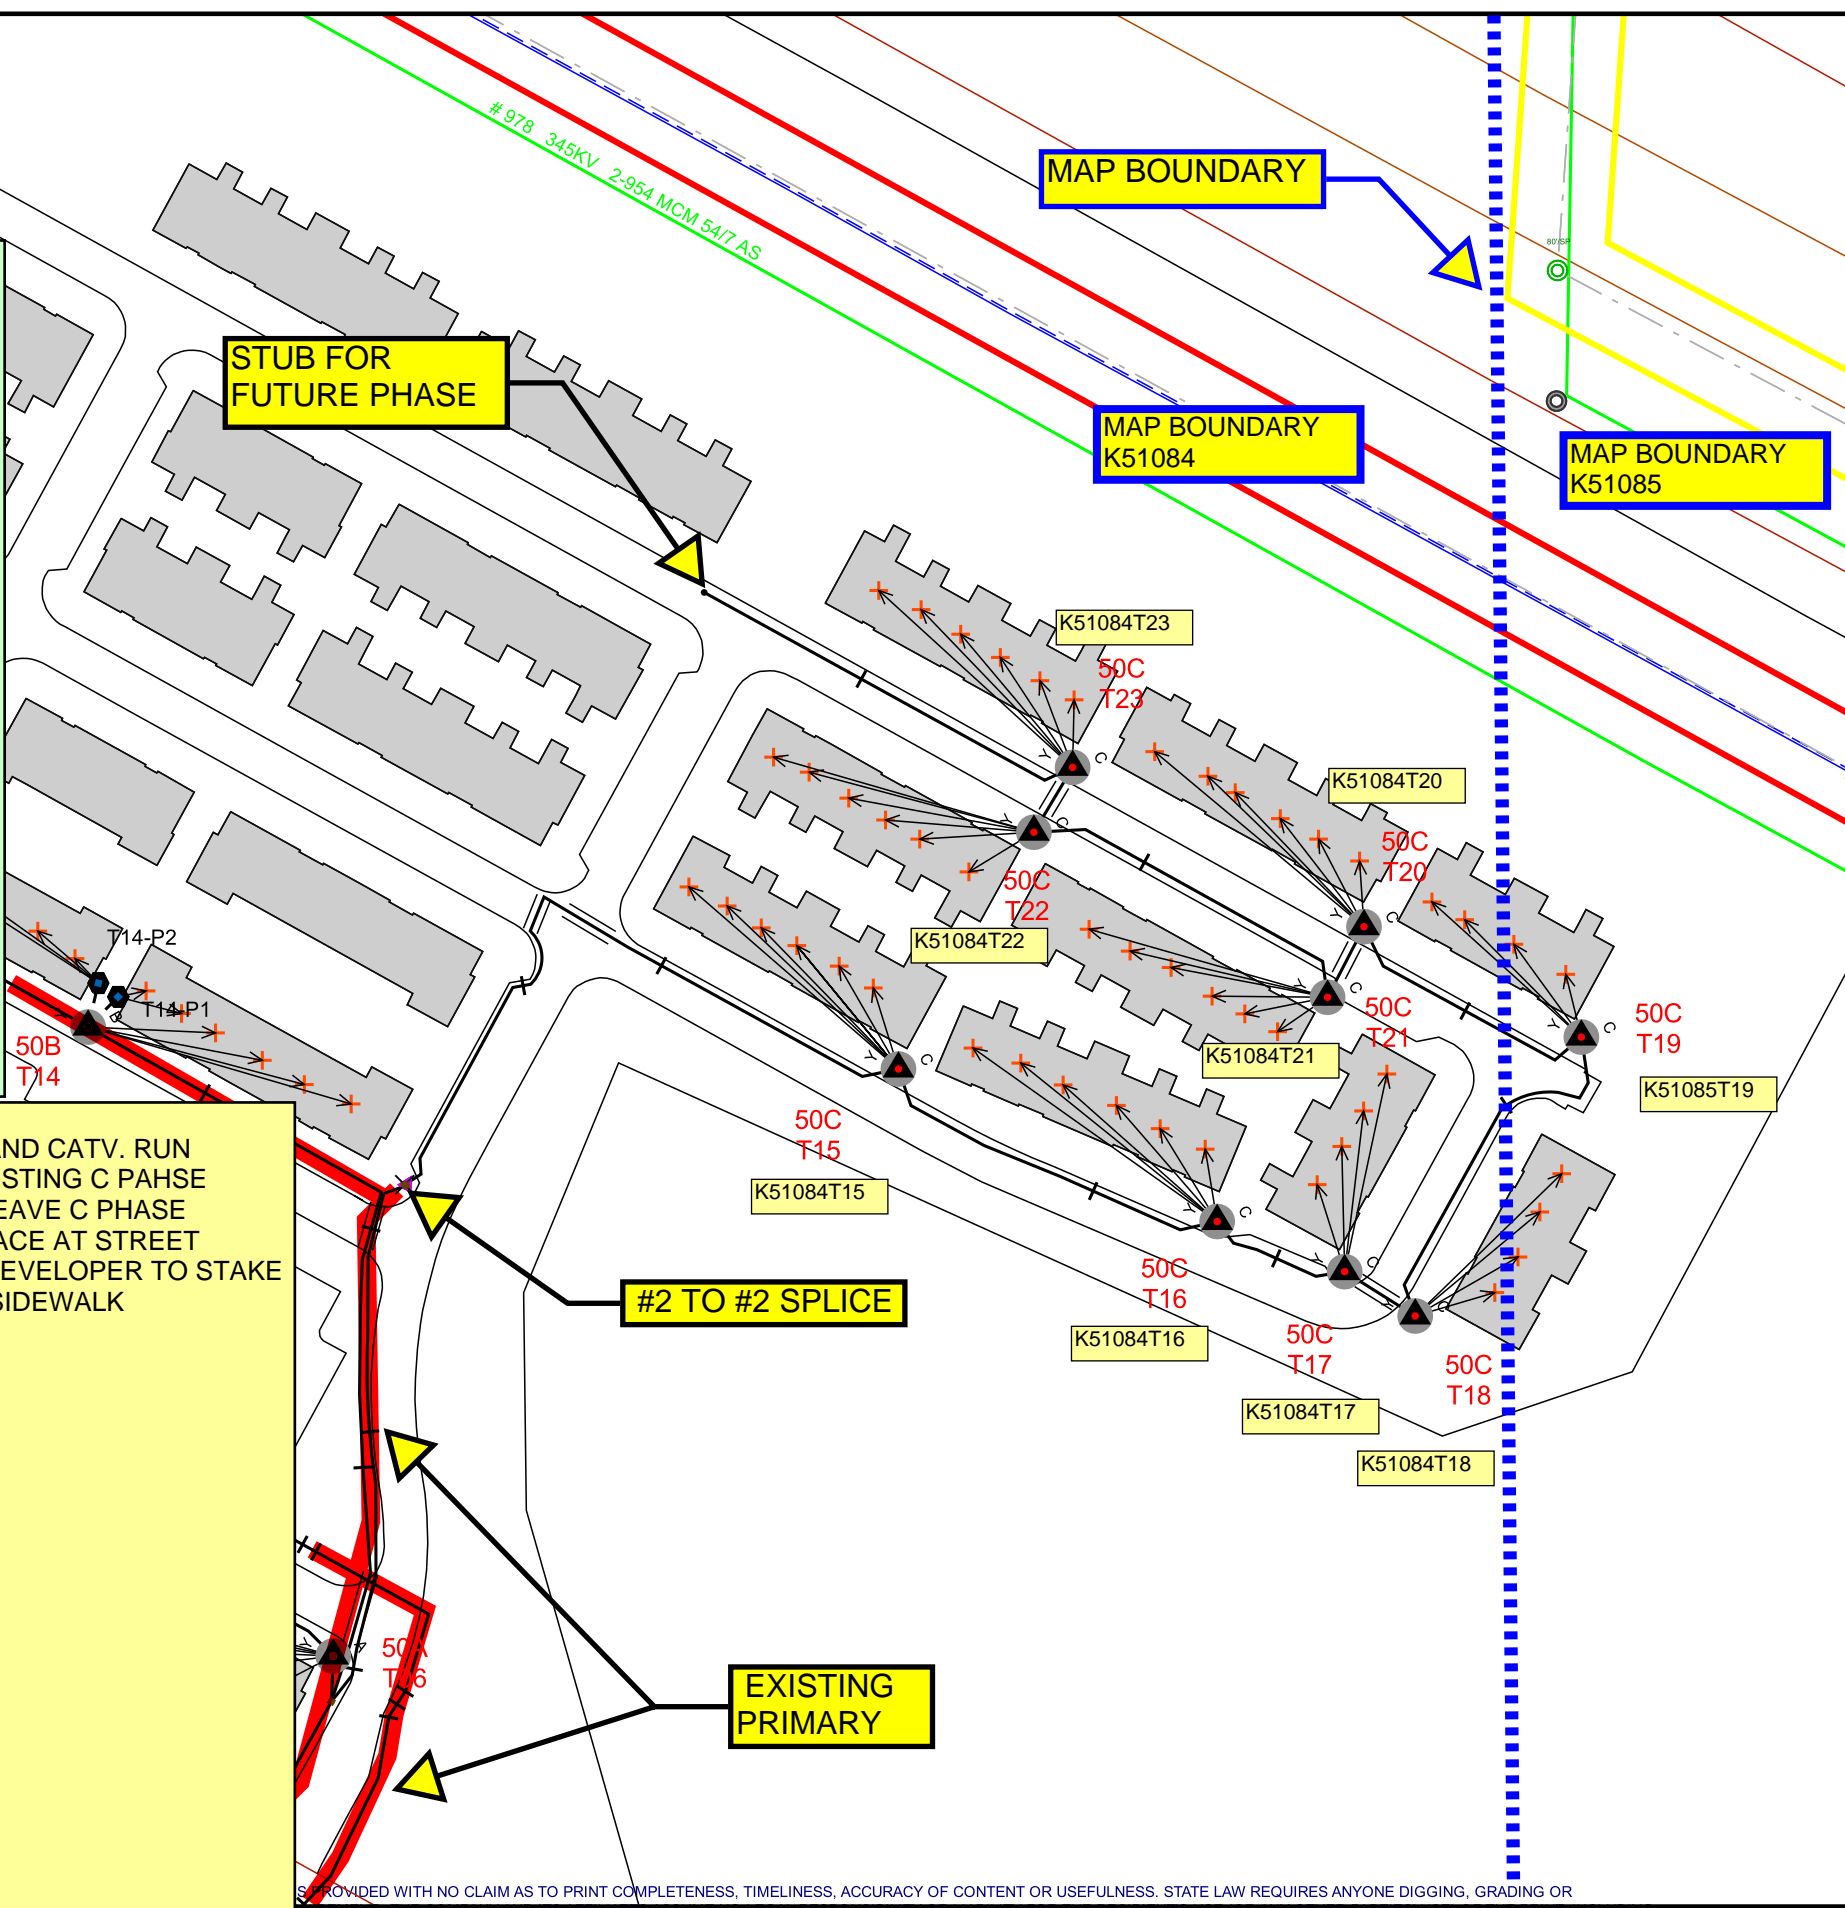 # 978 345KV 2-954 MCM 54/7 AS
MAP BOUNDARY
80'/SP
STUB FOR
FUTURE PHASE
MAP BOUNDARY
K51084
MAP BOUNDARY
K51085
K51084T23
50C
T23
Y
C
K51084T20
50C
T20
Y
C
50C
T22
Y
C
K51084T22
T14-P2
T14-P1
B
50B
T14
50C
T21
Y
C
K51084T21
50C
T19
Y
C
K51085T19
50C
T15
Y
C
K51084T15
50C
T16
Y
C
K51084T16
50C
T17
Y
C
K51084T17
50C
T18
Y
C
K51084T18
AND CATV. RUN
STING C PAHSE
EAVE C PHASE
ACE AT STREET
EVELOPER TO STAKE
SIDEWALK
#2 TO #2 SPLICE
Y
A
50A
EXISTING
PRIMARY
S PROVIDED WITH NO CLAIM AS TO PRINT COMPLETENESS, TIMELINESS, ACCURACY OF CONTENT OR USEFULNESS. STATE LAW REQUIRES ANYONE DIGGING, GRADING OR